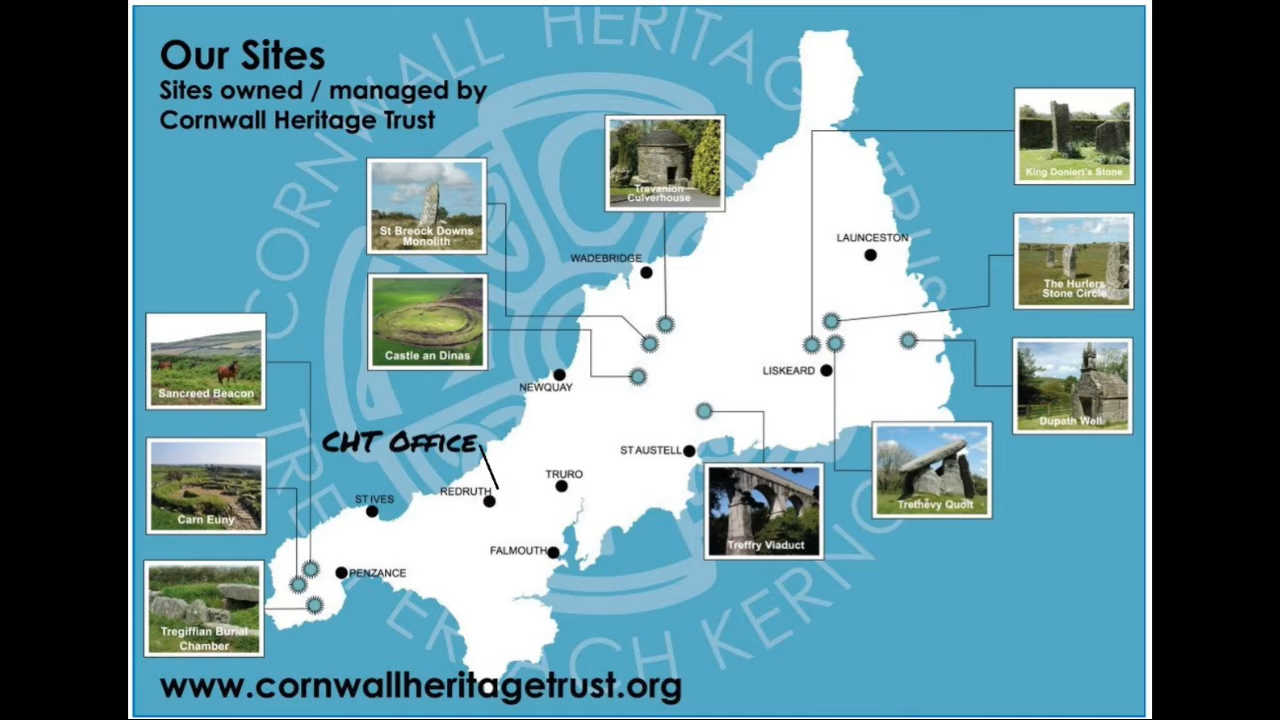 Our Sites
Sites owned / managed by
Cornwall Heritage Trust
CORNWALL HERITAGE TRUST
St Breock Downs
Monolith
Trevanion
Culverhouse
King Doniert's Stone
WADEBRIDGE
LAUNCESTON
The Hurlers
Stone Circle
Castle an Dinas
Sancreed Beacon
NEWQUAY
LISKEARD
Dupath Well
CHT Office
ST AUSTELL
TRURO
REDRUTH
ST IVES
Trethevy Quoit
Carn Euny
Treffry Viaduct
FALMOUTH
PENZANCE
Tregiffian Burial
Chamber
KERNOW
www.cornwallheritagetrust.org